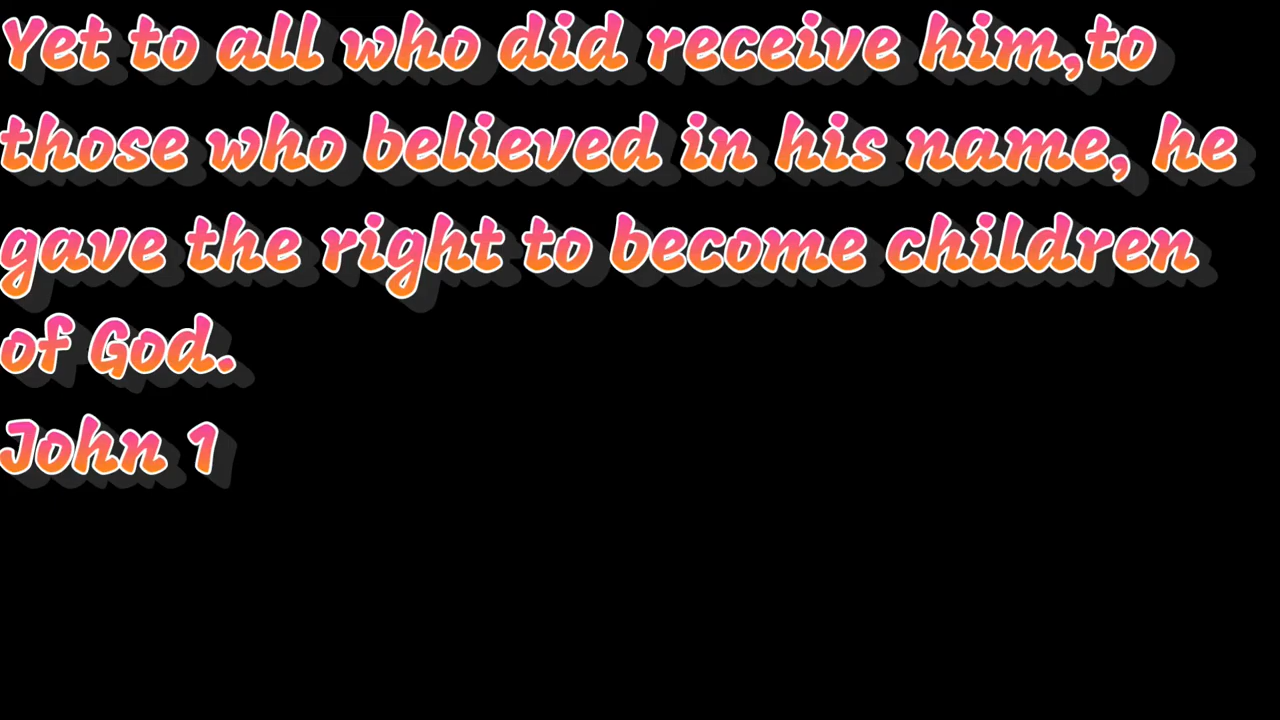 Yet to all who did receive him,to
those who believed in his name, he
gave the right to become children
of God.
John 1